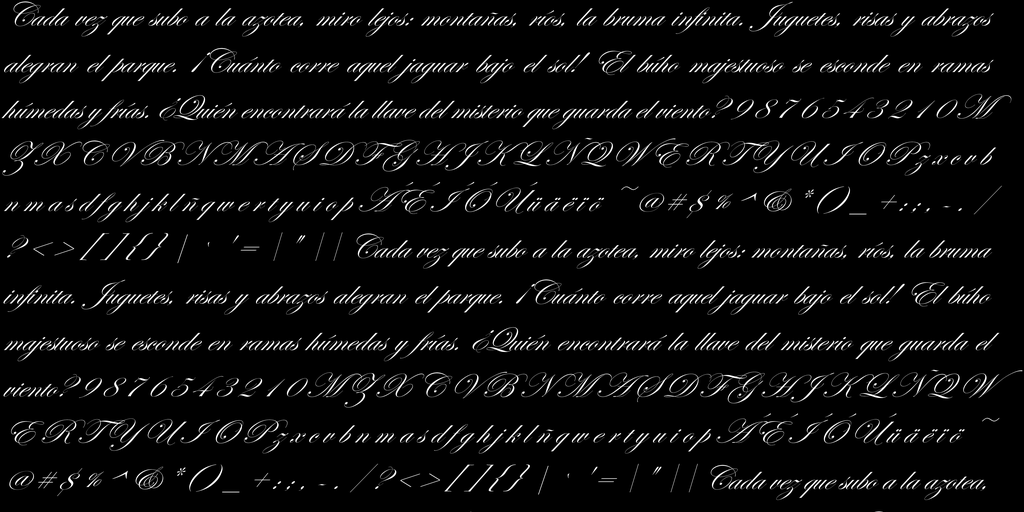 Cada vez que subo a la azotea, miro lejos: montañas, ríos, la bruma infinita. Juguetes, risas y abrazos
alegran el parque. ¡Cuánto corre aquel jaguar bajo el sol! El búho majestuoso se esconde en ramas
húmedas y frías. ¿Quién encontrará la llave del misterio que guarda el viento? 9 8 7 6 5 4 3 2 1 0 M
Z X C V B N M A S D F G H J K L Ñ Q W E R T Y U I O P z x c v b
n m a s d f g h j k l ñ q w e r t y u i o p Á É Í Ó Ú ü ä ë ï ö ~ @ # $ % ^ & * ( ) _ + : ; , - . /
? < > [ ] { } | ` ' = | " | | Cada vez que subo a la azotea, miro lejos: montañas, ríos, la bruma
infinita. Juguetes, risas y abrazos alegran el parque. ¡Cuánto corre aquel jaguar bajo el sol! El búho
majestuoso se esconde en ramas húmedas y frías. ¿Quién encontrará la llave del misterio que guarda el
viento? 9 8 7 6 5 4 3 2 1 0 M Z X C V B N M A S D F G H J K L Ñ Q W
E R T Y U I O P z x c v b n m a s d f g h j k l ñ q w e r t y u i o p Á É Í Ó Ú ü ä ë ï ö ~
@ # $ % ^ & * ( ) _ + : ; , - . / ? < > [ ] { } | ` ' = | " | | Cada vez que subo a la azotea,